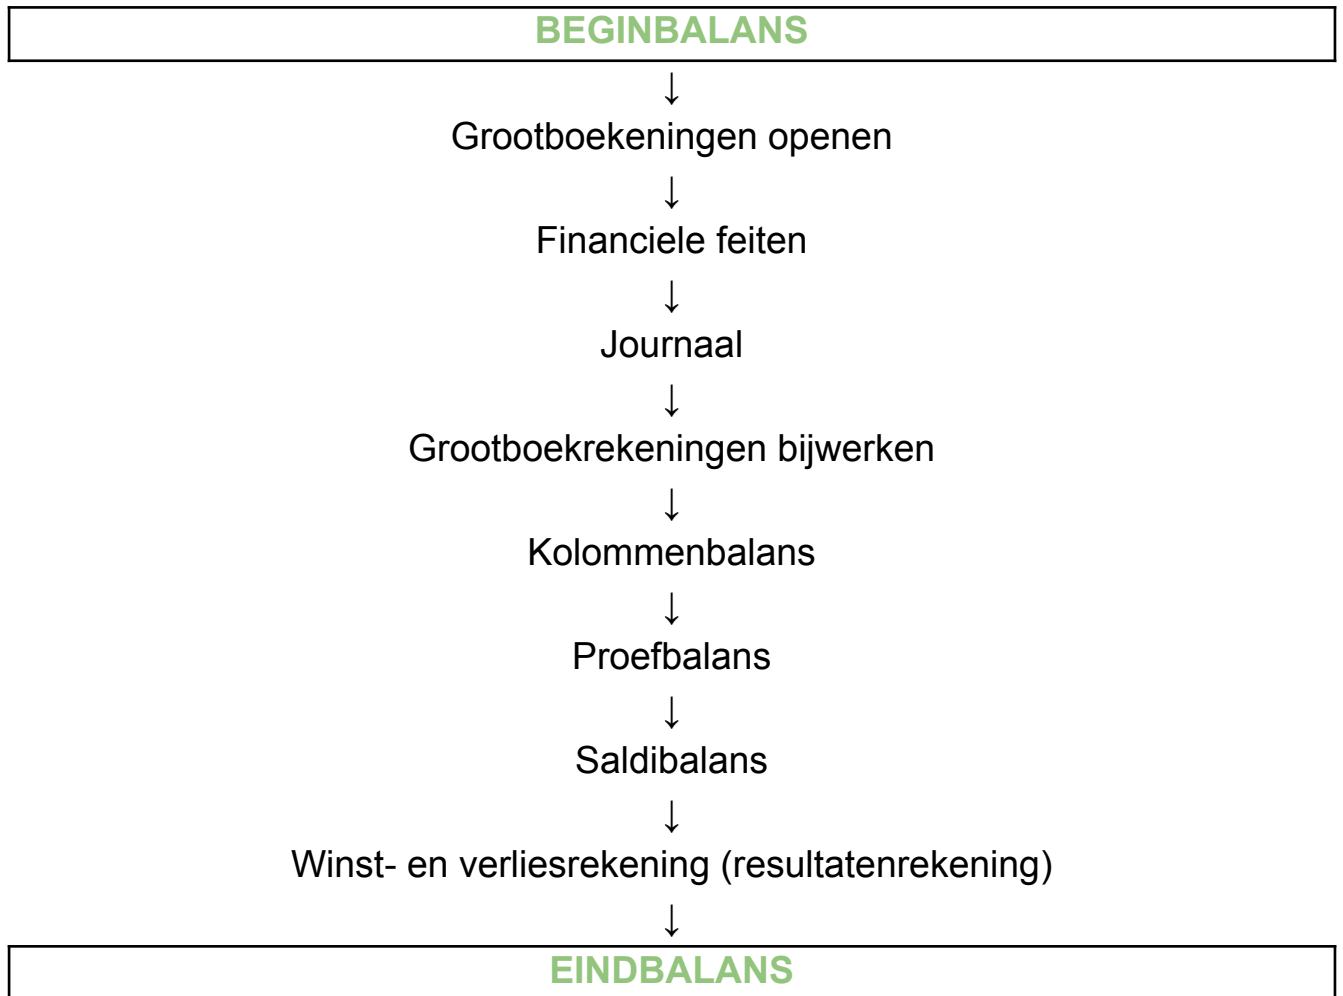 BEGINBALANS
↓
Grootboekeningen openen
↓
Financiele feiten
↓
Journaal
↓
Grootboekrekeningen bijwerken
↓
Kolommenbalans
↓
Proefbalans
↓
Saldibalans
↓
Winst- en verliesrekening (resultatenrekening)
↓
EINDBALANS